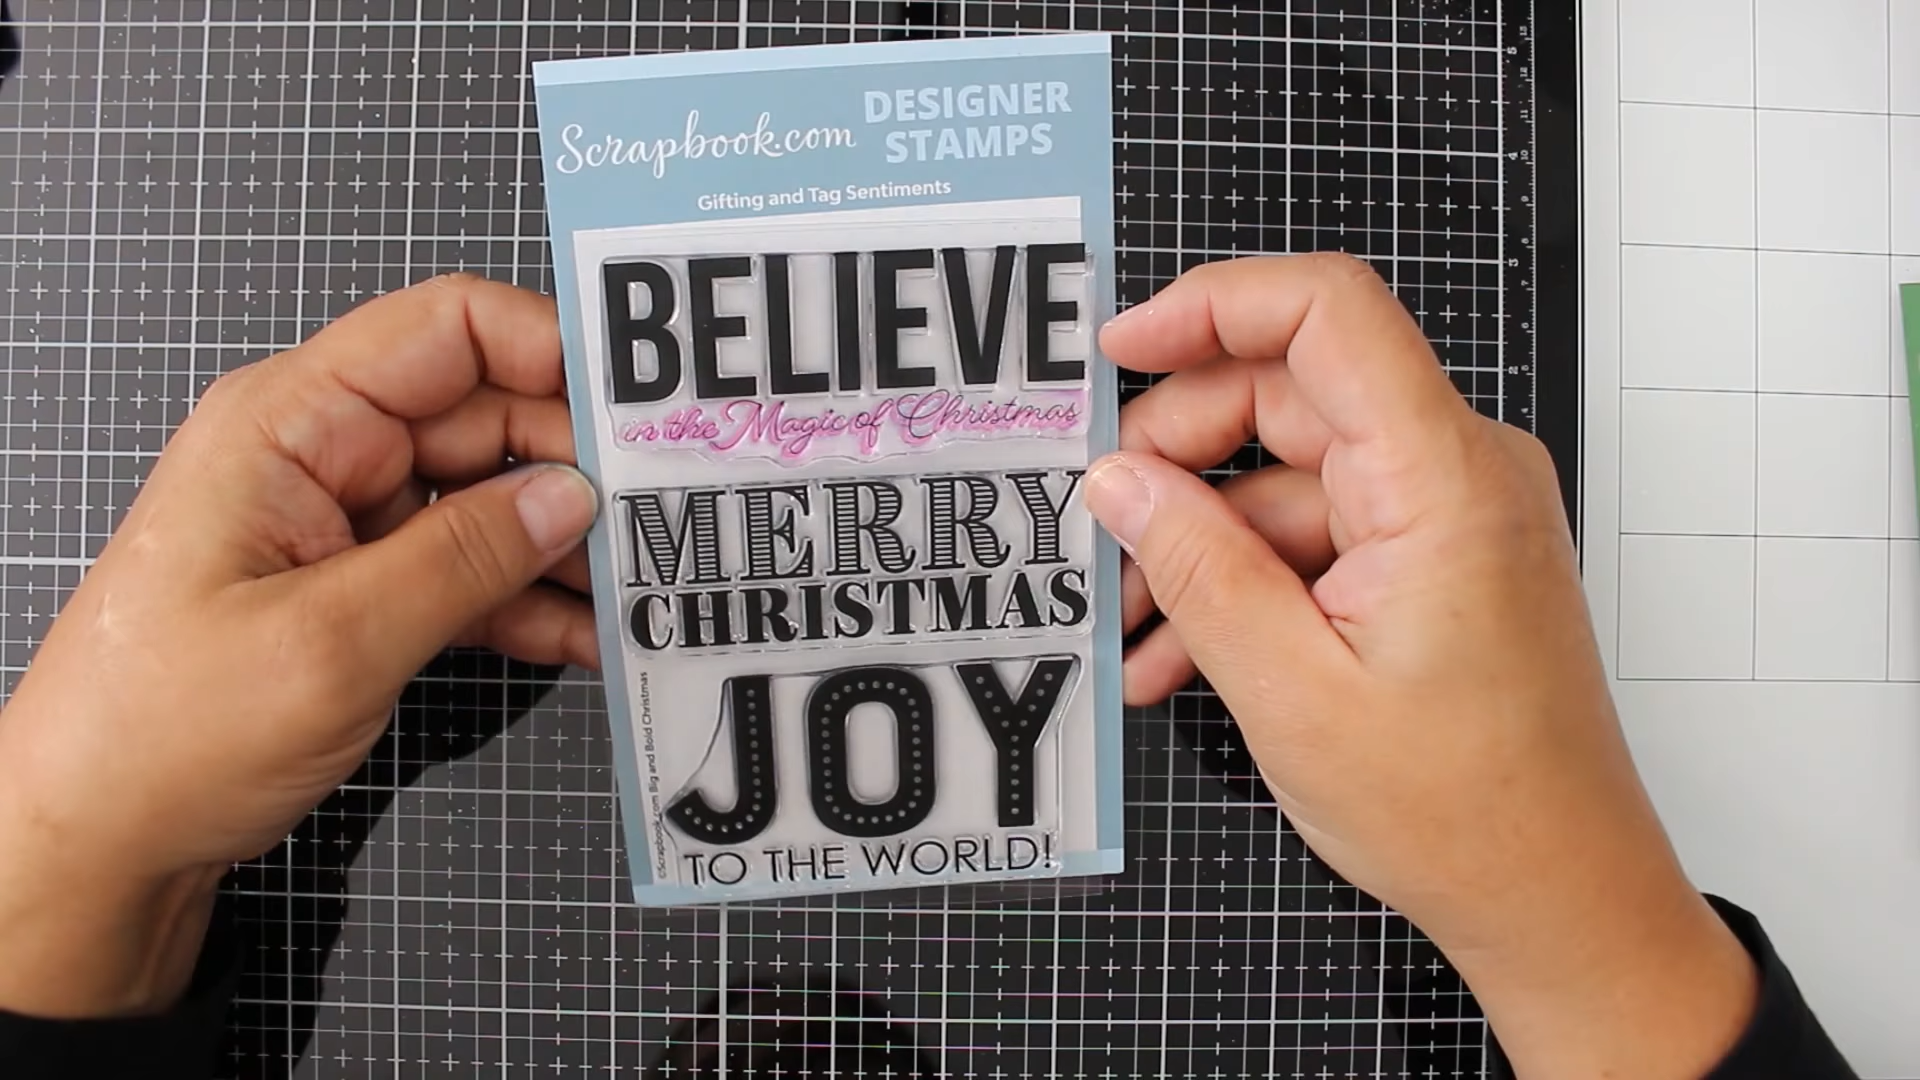 Scrapbook.com DESIGNER STAMPS
Gifting and Tag Sentiments
BELIEVE
in the Magic of Christmas
MERRY
CHRISTMAS
JOY
TO THE WORLD!
©Scrapbook.com Big and Bold Christmas